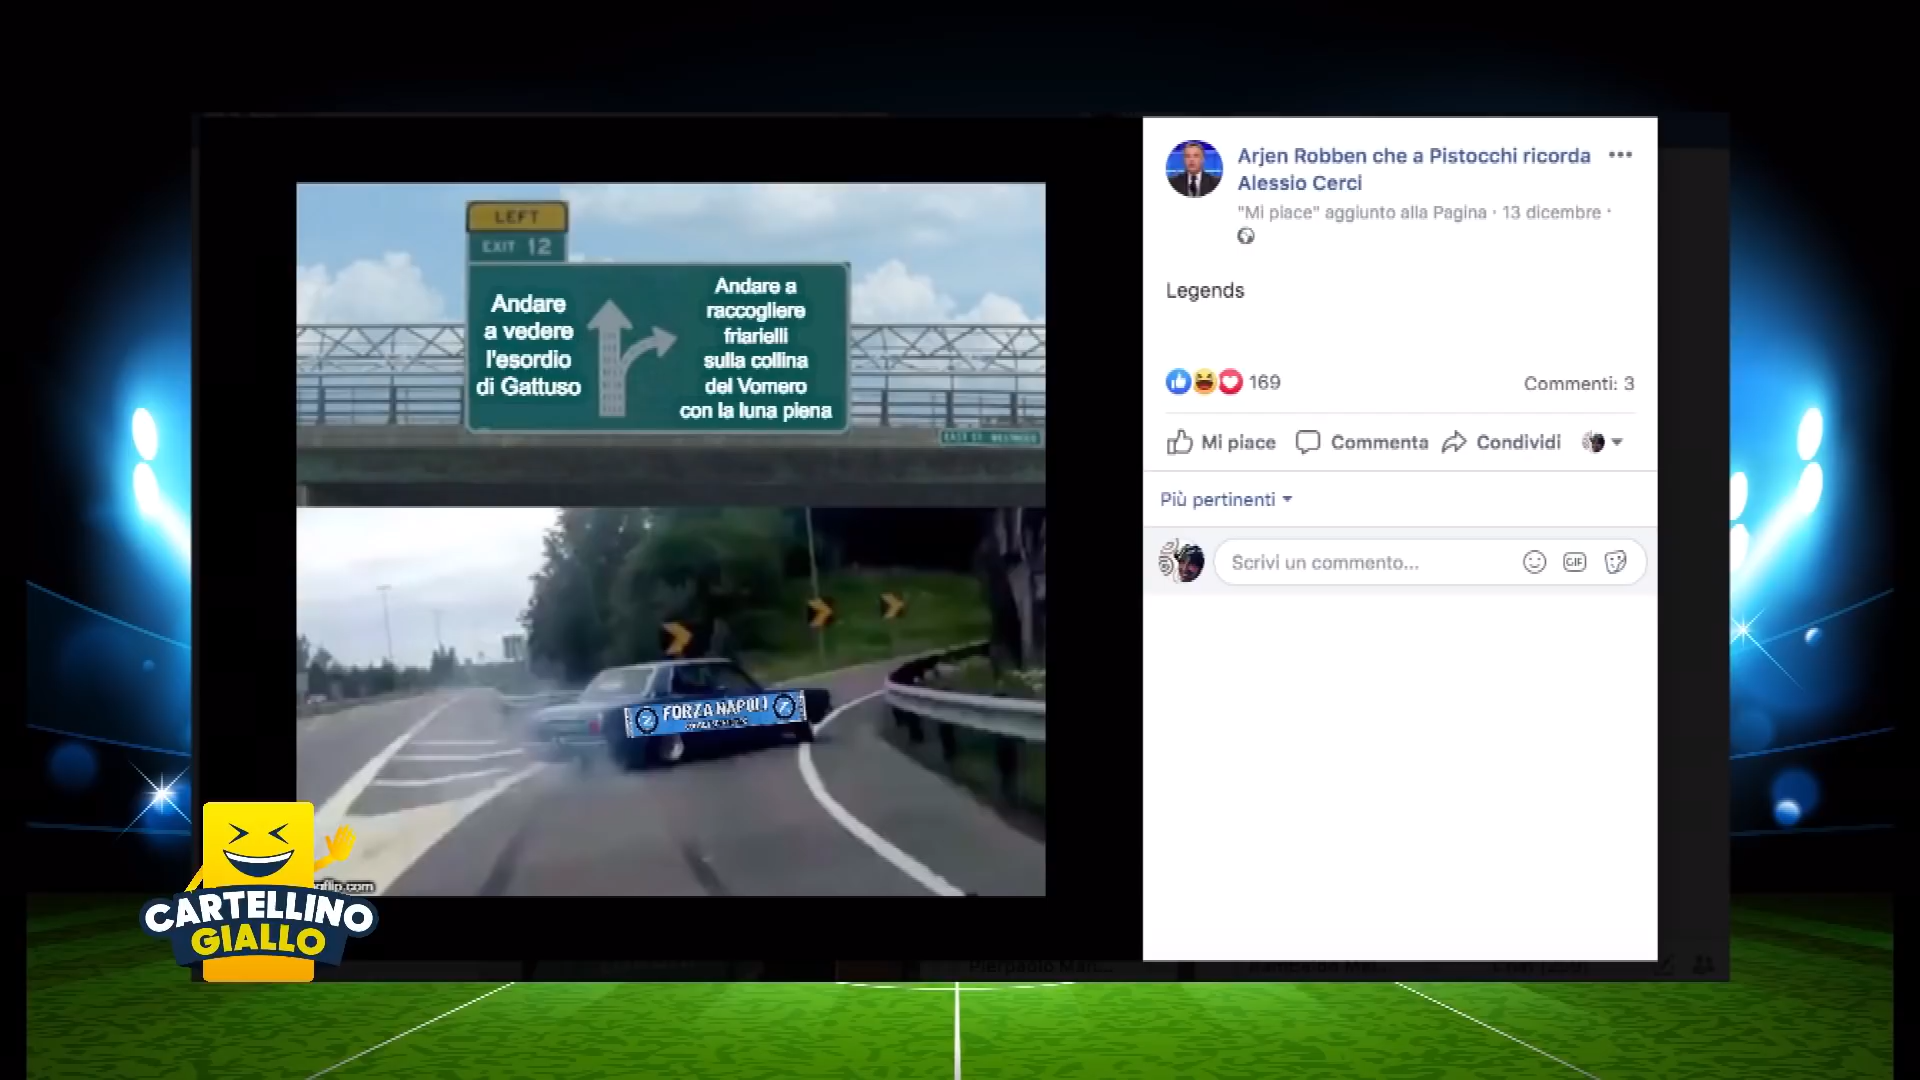 LEFT
EXIT 12
Andare
a vedere
l'esordio
di Gattuso
Andare a
raccogliere
friarielli
sulla collina
del Vomero
con la luna piena
FORZA NAPOLI
CARTELLINO
GIALLO
Arjen Robben che a Pistocchi ricorda
Alessio Cerci
"Mi piace" aggiunto alla Pagina · 13 dicembre ·
Legends
169
Commenti: 3
Mi piace
Commenta
Condividi
Più pertinenti
Scrivi un commento...
GIF